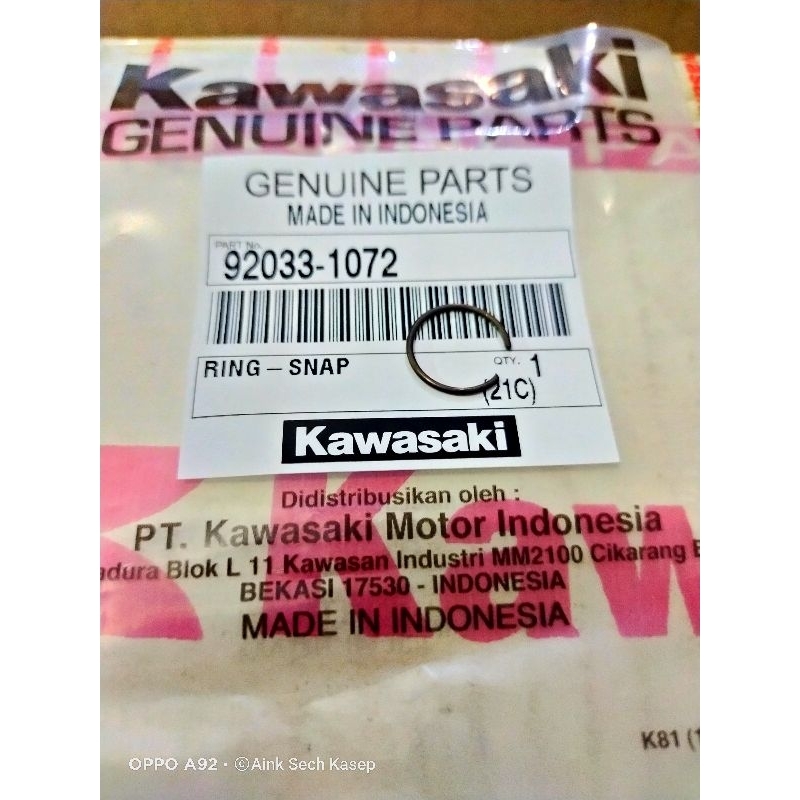 Kawasaki
GENUINE PARTS
GENUINE PARTS
MADE IN INDONESIA
PART No.
92033-1072
RING – SNAP
QTY. 1
(21C)
Kawasaki
Didistribusikan oleh :
PT. Kawasaki Motor Indonesia
adura Blok L 11 Kawasan Industri MM2100 Cikarang B
BEKASI 17530 - INDONESIA
MADE IN INDONESIA
Kaw
K81 (1
OPPO A92 · ©Aink Sech Kasep